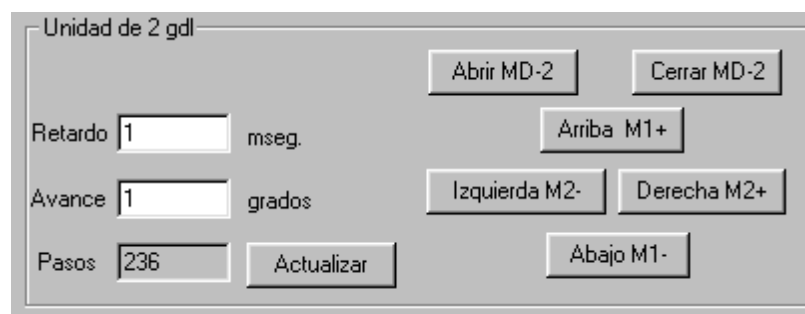 Unidad de 2 gdl
Abrir MD-2 Cerrar MD-2
Retardo 1 mseg. Arriba M1+
Avance 1 grados Izquierda M2- Derecha M2+
Pasos 236 Actualizar Abajo M1-